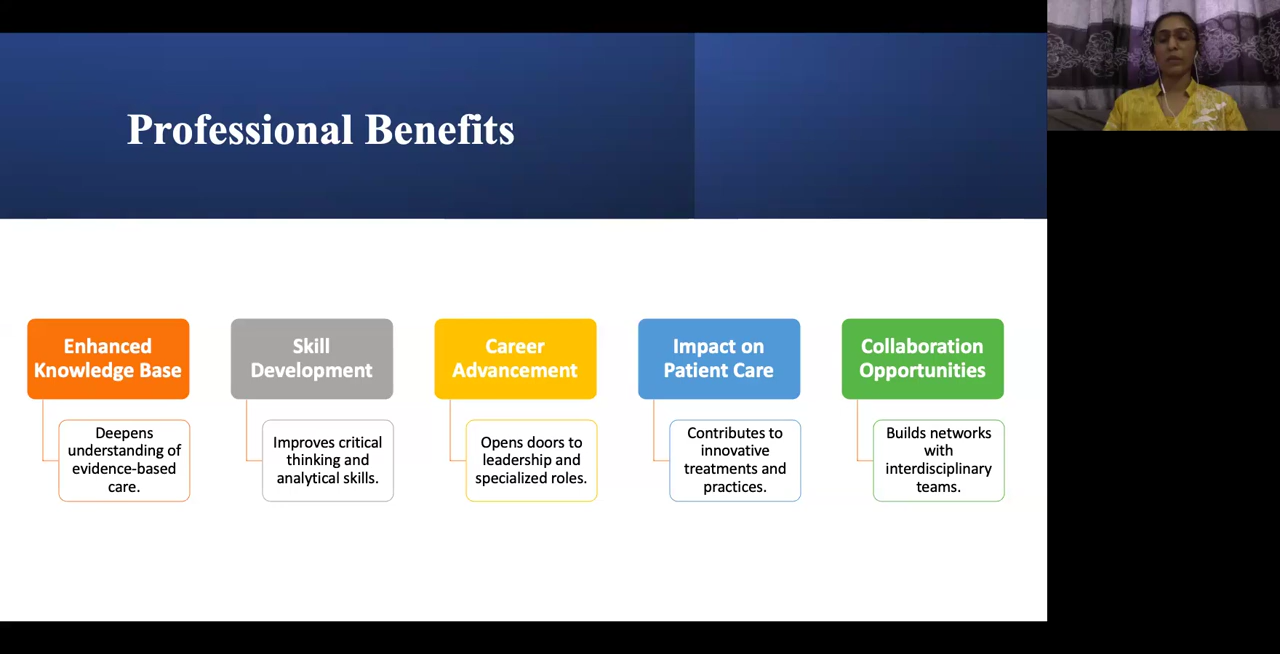 Professional Benefits
Enhanced
Knowledge Base
Deepens
understanding of
evidence-based
care.
Skill
Development
Improves critical
thinking and
analytical skills.
Career
Advancement
Opens doors to
leadership and
specialized roles.
Impact on
Patient Care
Contributes to
innovative
treatments and
practices.
Collaboration
Opportunities
Builds networks
with
interdisciplinary
teams.